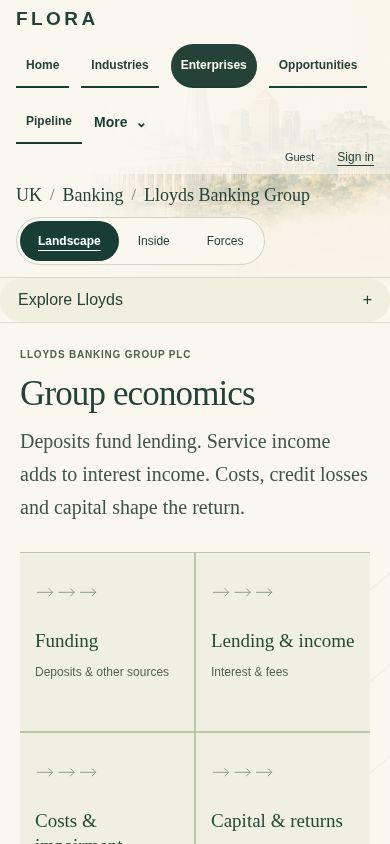 FLORA
Home Industries Enterprises Opportunities
Pipeline More
Guest Sign in
UK / Banking / Lloyds Banking Group
Landscape Inside Forces
Explore Lloyds +
LLOYDS BANKING GROUP PLC
Group economics
Deposits fund lending. Service income
adds to interest income. Costs, credit losses
and capital shape the return.
→→→ →→→
Funding Lending & income
Deposits & other sources Interest & fees
→→→ →→→
Costs & Capital & returns
impairment